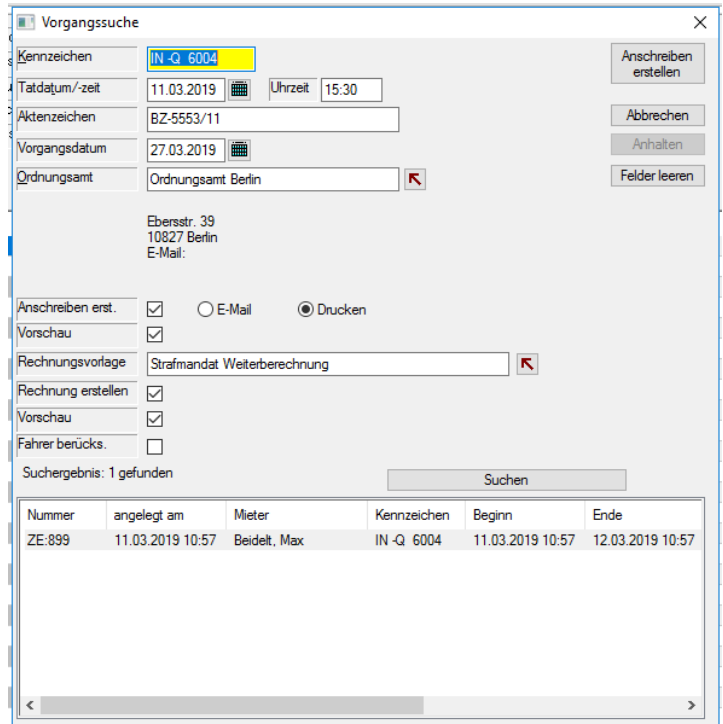 Vorgangssuche
Kennzeichen IN -Q 6004 Anschreiben erstellen
Tatdatum/-zeit 11.03.2019 Uhrzeit 15:30
Aktenzeichen BZ-5553/11 Abbrechen
Vorgangsdatum 27.03.2019 Anhalten
Ordnungsamt Ordnungsamt Berlin Felder leeren
Ebersstr. 39
10827 Berlin
E-Mail:
Anschreiben erst. E-Mail Drucken
Vorschau
Rechnungsvorlage Strafmandat Weiterberechnung
Rechnung erstellen
Vorschau
Fahrer berücks.
Suchergebnis: 1 gefunden Suchen
Nummer angelegt am Mieter Kennzeichen Beginn Ende
ZE:899 11.03.2019 10:57 Beidelt, Max IN -Q 6004 11.03.2019 10:57 12.03.2019 10:57